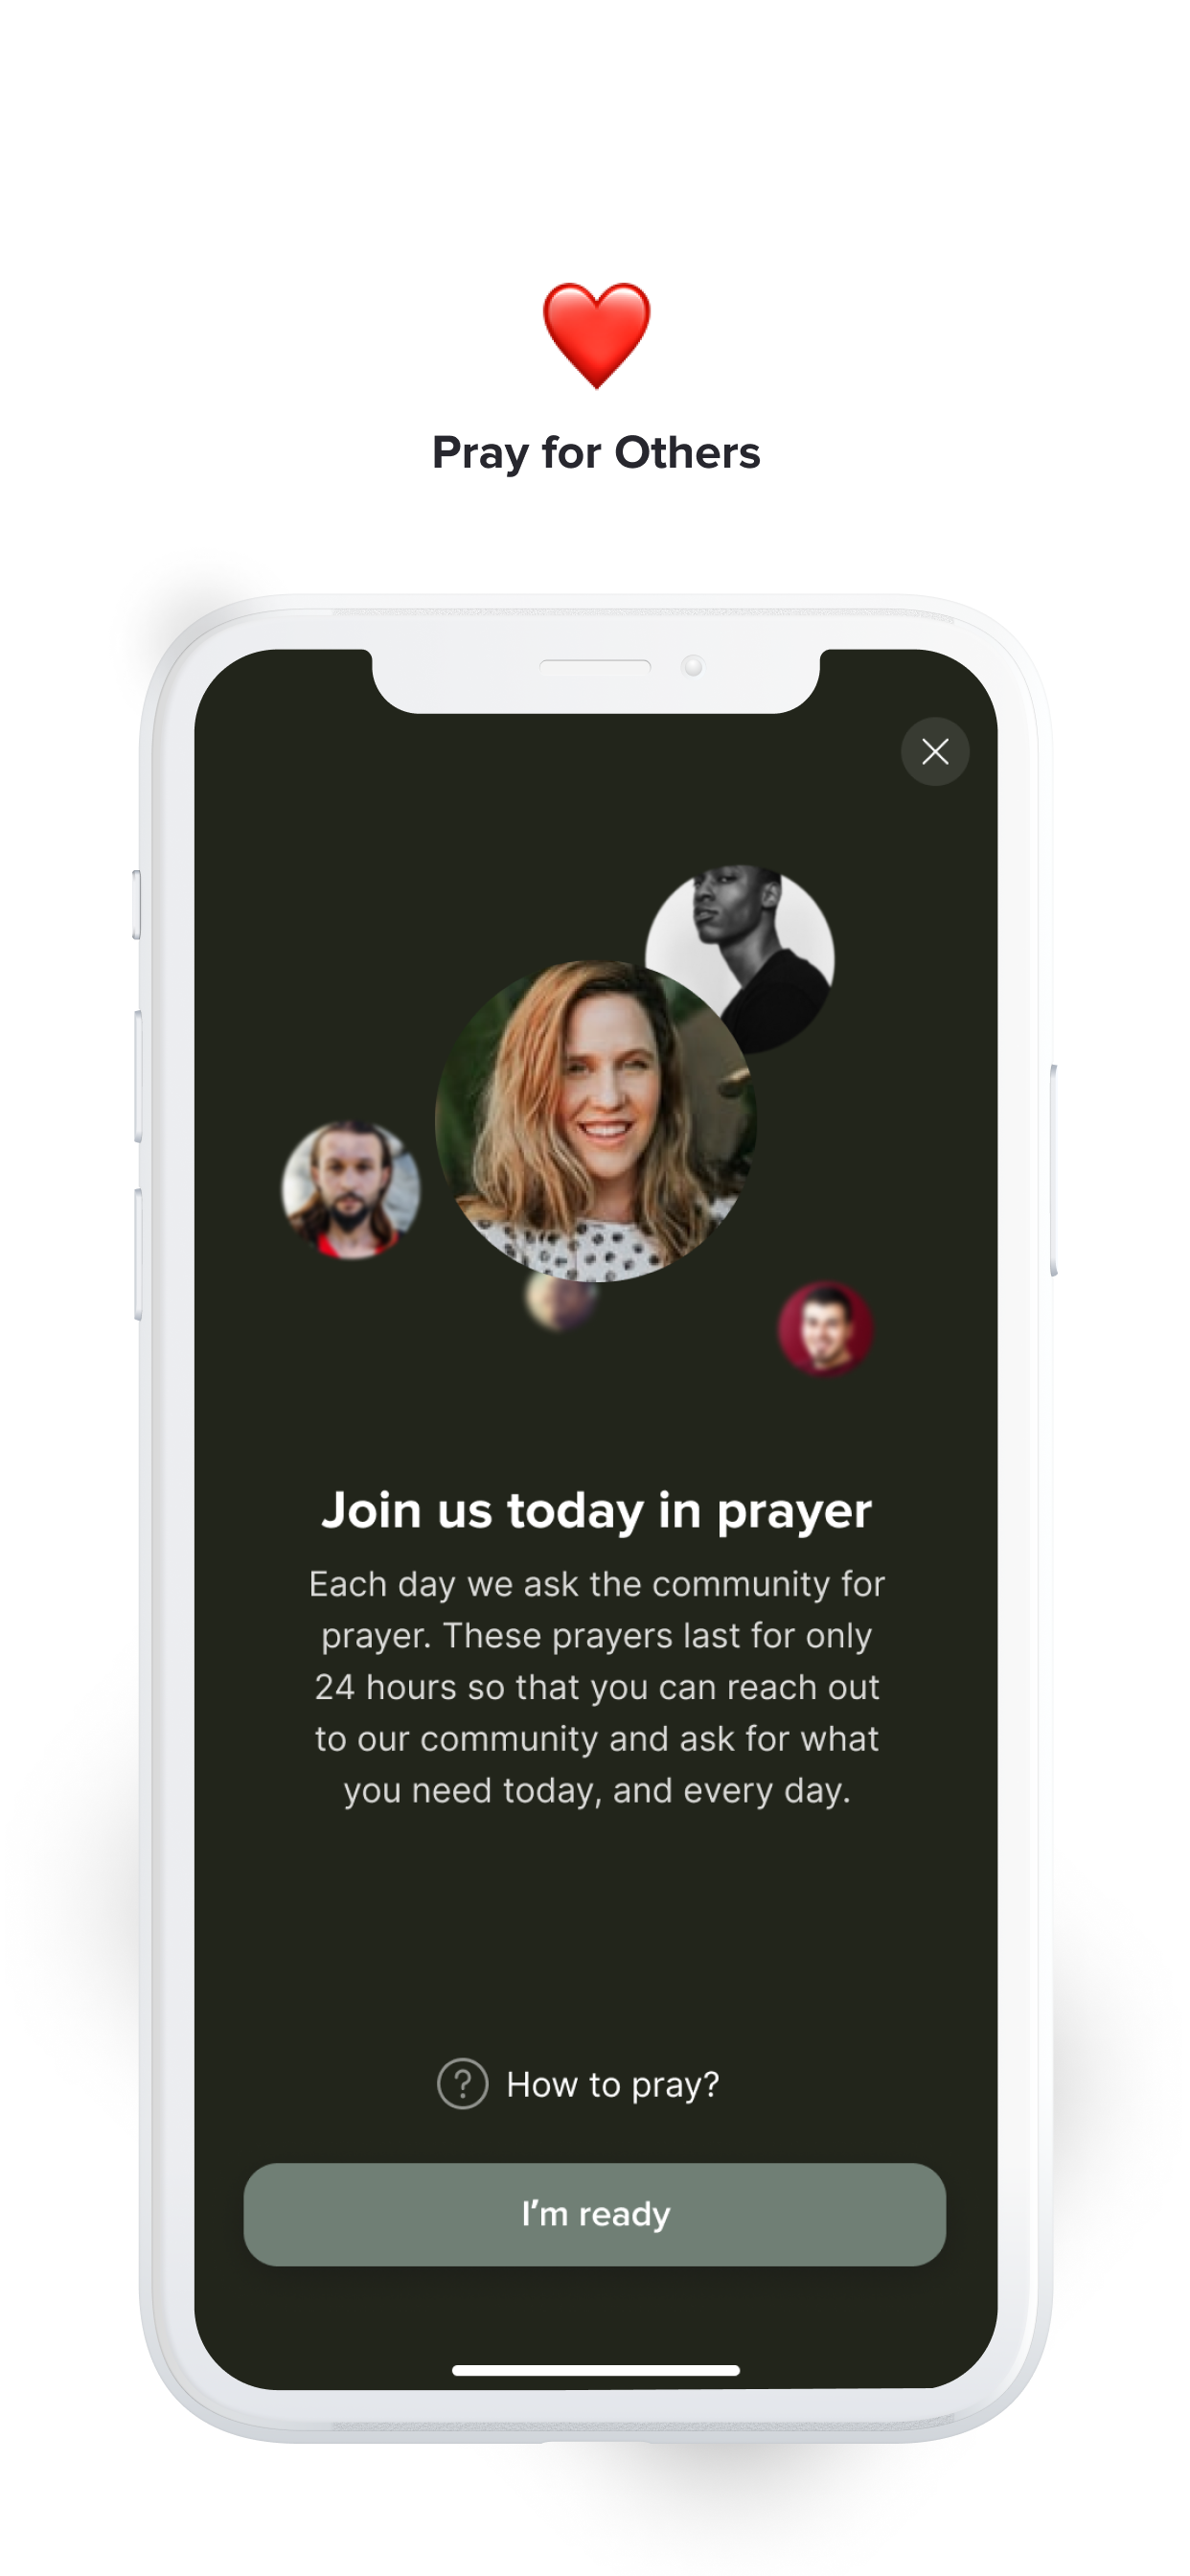 Pray for Others
Join us today in prayer
Each day we ask the community for
prayer. These prayers last for only
24 hours so that you can reach out
to our community and ask for what
you need today, and every day.
? How to pray?
I'm ready